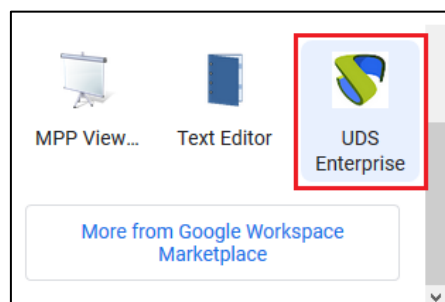 MPP View...
Text Editor
UDS
Enterprise
More from Google Workspace
Marketplace